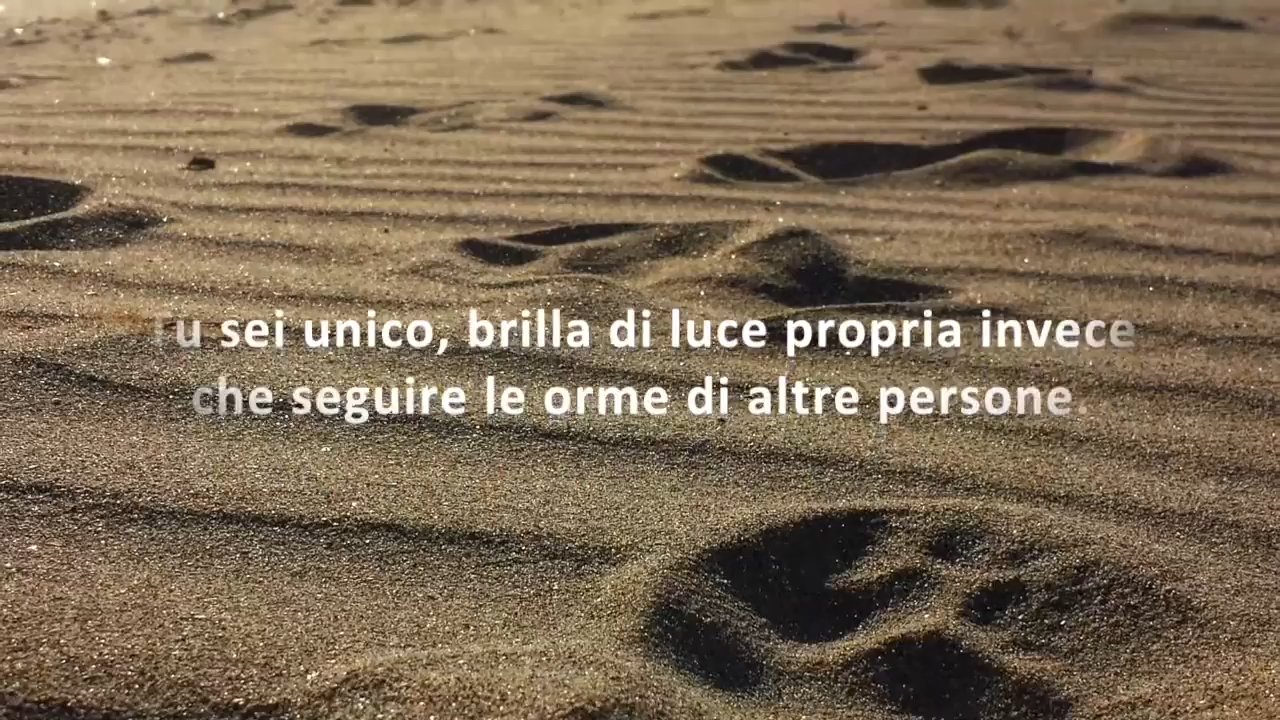 Tu sei unico, brilla di luce propria invece
che seguire le orme di altre persone.